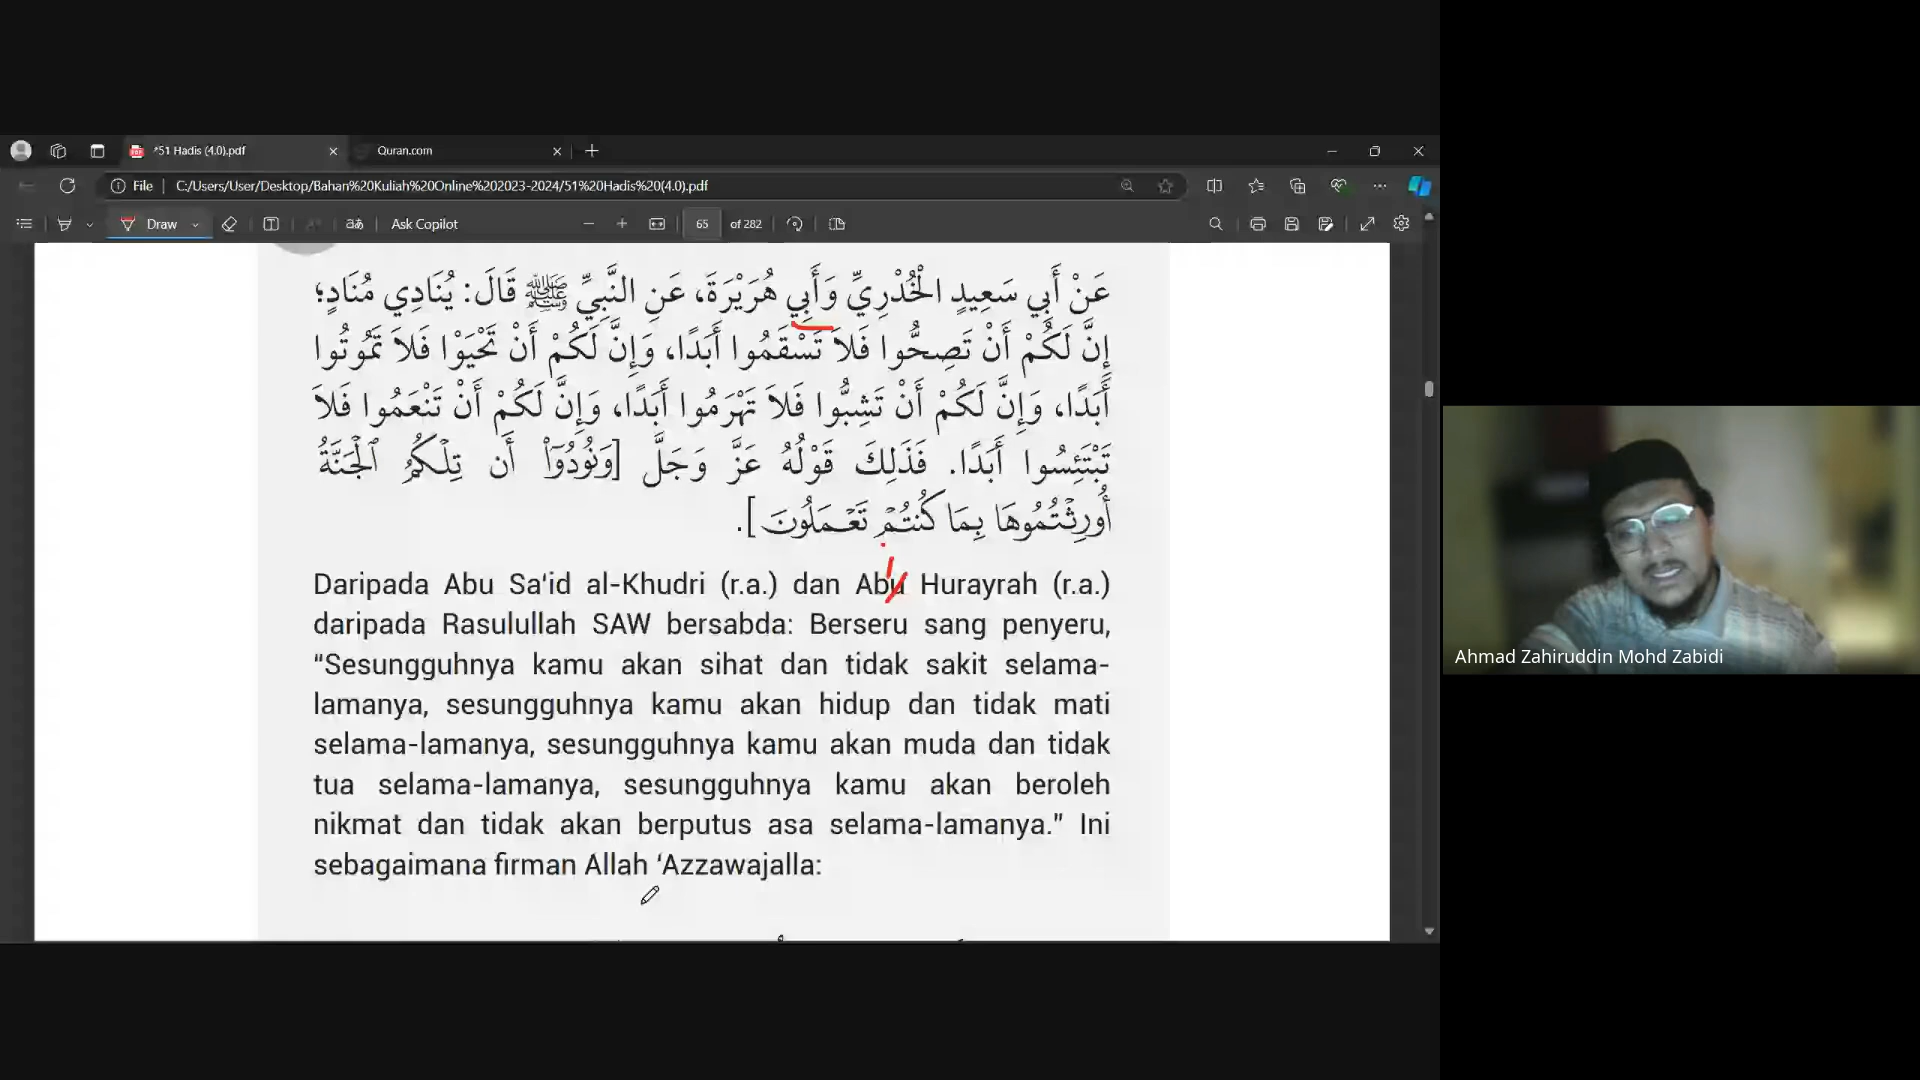 *51 Hadis (4.0).pdf
Quran.com
File
C:/Users/User/Desktop/Bahan%20Kuliah%20Online%202023-2024/51%20Hadis%20(4.0).pdf
Draw
aあ
Ask Copilot
65 of 282
عَنْ أَبِي سَعِيدٍ الْخُدْرِيِّ وَأَبِي هُرَيْرَةَ، عَنِ النَّبِيِّ ﷺ قَالَ: يُنَادِي مُنَادٍ؛
إِنَّ لَكُمْ أَنْ تَصِحُّوا فَلاَ تَسْقَمُوا أَبَدًا، وَإِنَّ لَكُمْ أَنْ تَحْيَوْا فَلاَ تَمُوتُوا
أَبَدًا، وَإِنَّ لَكُمْ أَنْ تَشِبُّوا فَلاَ تَهْرَمُوا أَبَدًا، وَإِنَّ لَكُمْ أَنْ تَنْعَمُوا فَلاَ
تَبْتَئِسُوا أَبَدًا. فَذَلِكَ قَوْلُهُ عَزَّ وَجَلَّ [وَنُودُوٓاْ أَن تِلۡكُمُ ٱلۡجَنَّةُ
أُورِثۡتُمُوهَا بِمَا كُنتُمۡ تَعۡمَلُونَ].
Daripada Abu Sa‘id al-Khudri (r.a.) dan Abu Hurayrah (r.a.)
daripada Rasulullah SAW bersabda: Berseru sang penyeru,
“Sesungguhnya kamu akan sihat dan tidak sakit selama-
lamanya, sesungguhnya kamu akan hidup dan tidak mati
selama-lamanya, sesungguhnya kamu akan muda dan tidak
tua selama-lamanya, sesungguhnya kamu akan beroleh
nikmat dan tidak akan berputus asa selama-lamanya.” Ini
sebagaimana firman Allah ‘Azzawajalla:
Ahmad Zahiruddin Mohd Zabidi